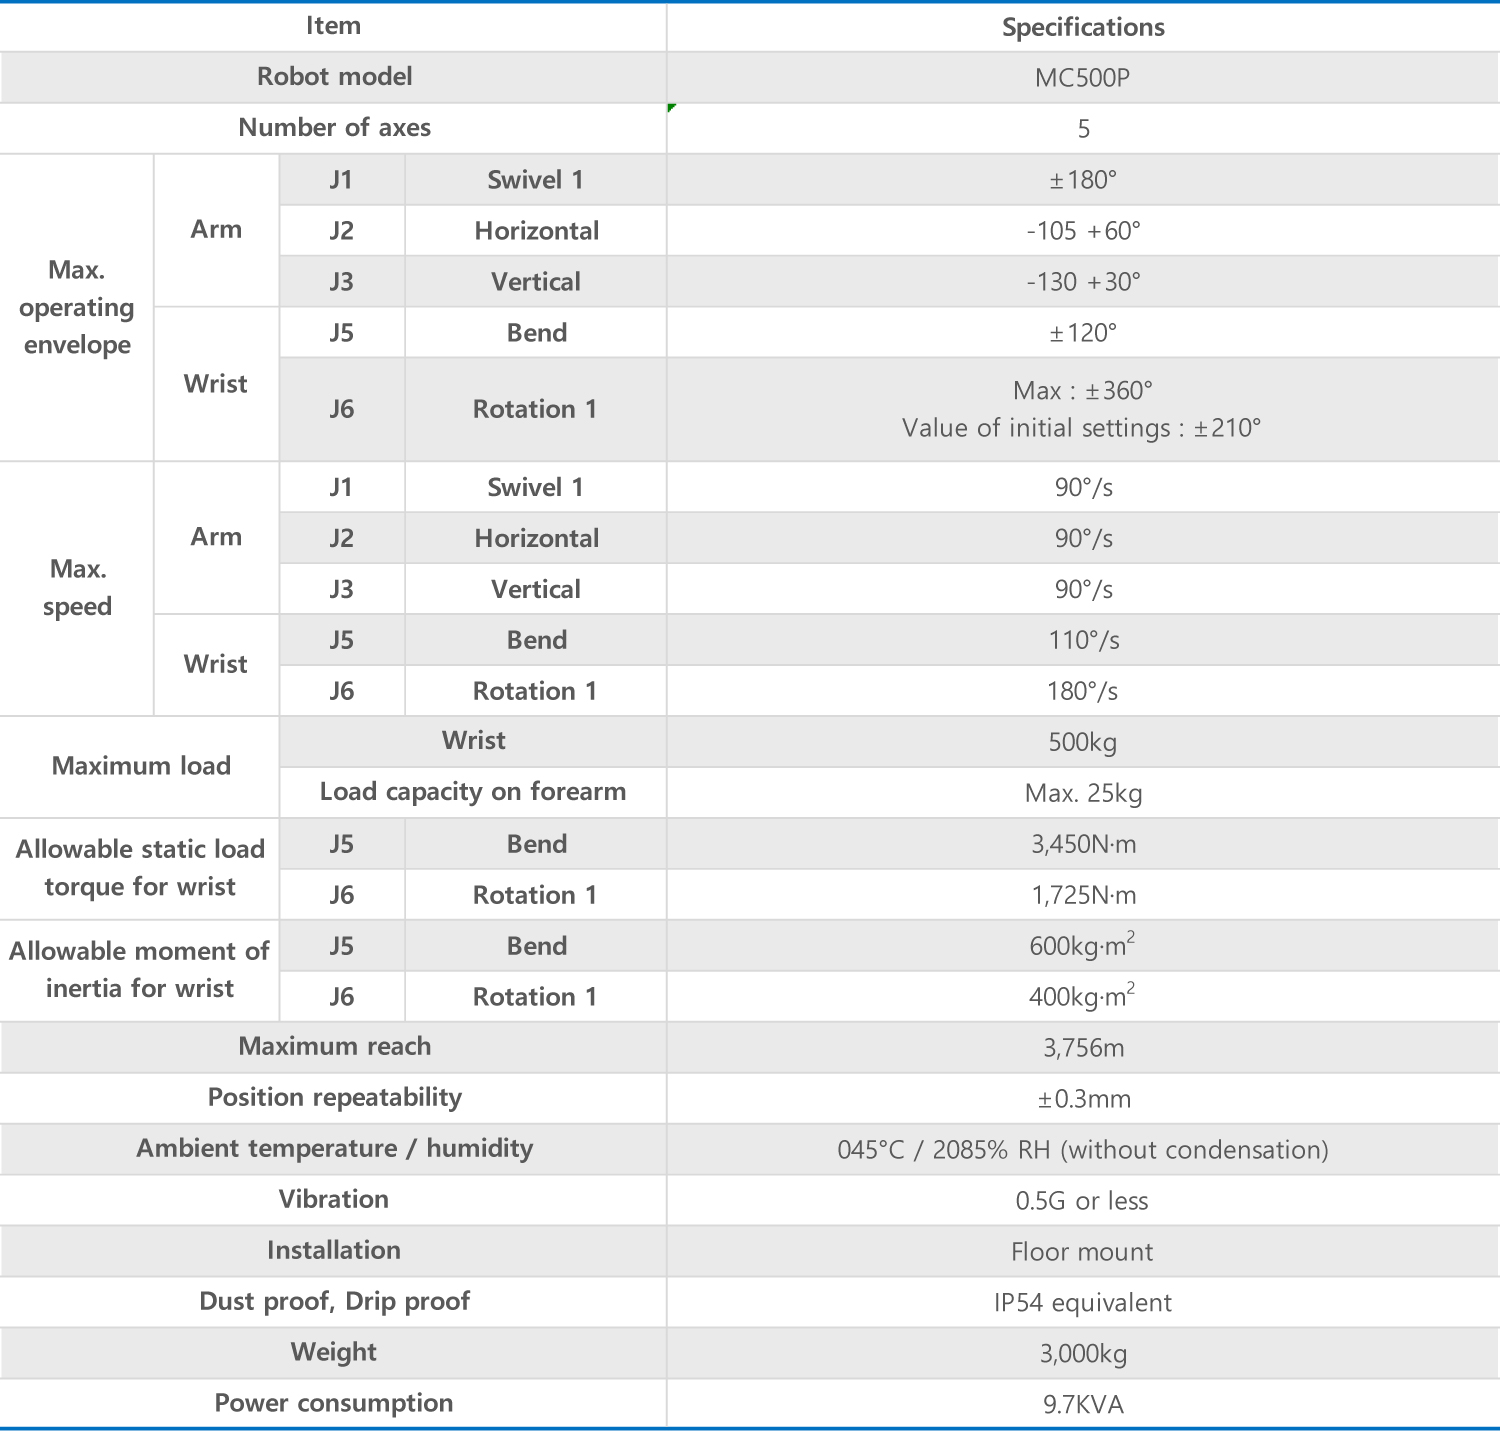 Item Specifications
Robot model MC500P
Number of axes 5
Max. operating envelope Arm J1 Swivel 1 ±180°
J2 Horizontal -105 +60°
J3 Vertical -130 +30°
Wrist J5 Bend ±120°
J6 Rotation 1 Max : ±360°
Value of initial settings : ±210°
Max. speed Arm J1 Swivel 1 90°/s
J2 Horizontal 90°/s
J3 Vertical 90°/s
Wrist J5 Bend 110°/s
J6 Rotation 1 180°/s
Maximum load Wrist 500kg
Load capacity on forearm Max. 25kg
Allowable static load torque for wrist J5 Bend 3,450N·m
J6 Rotation 1 1,725N·m
Allowable moment of inertia for wrist J5 Bend 600kg·m²
J6 Rotation 1 400kg·m²
Maximum reach 3,756m
Position repeatability ±0.3mm
Ambient temperature / humidity 045°C / 2085% RH (without condensation)
Vibration 0.5G or less
Installation Floor mount
Dust proof, Drip proof IP54 equivalent
Weight 3,000kg
Power consumption 9.7KVA